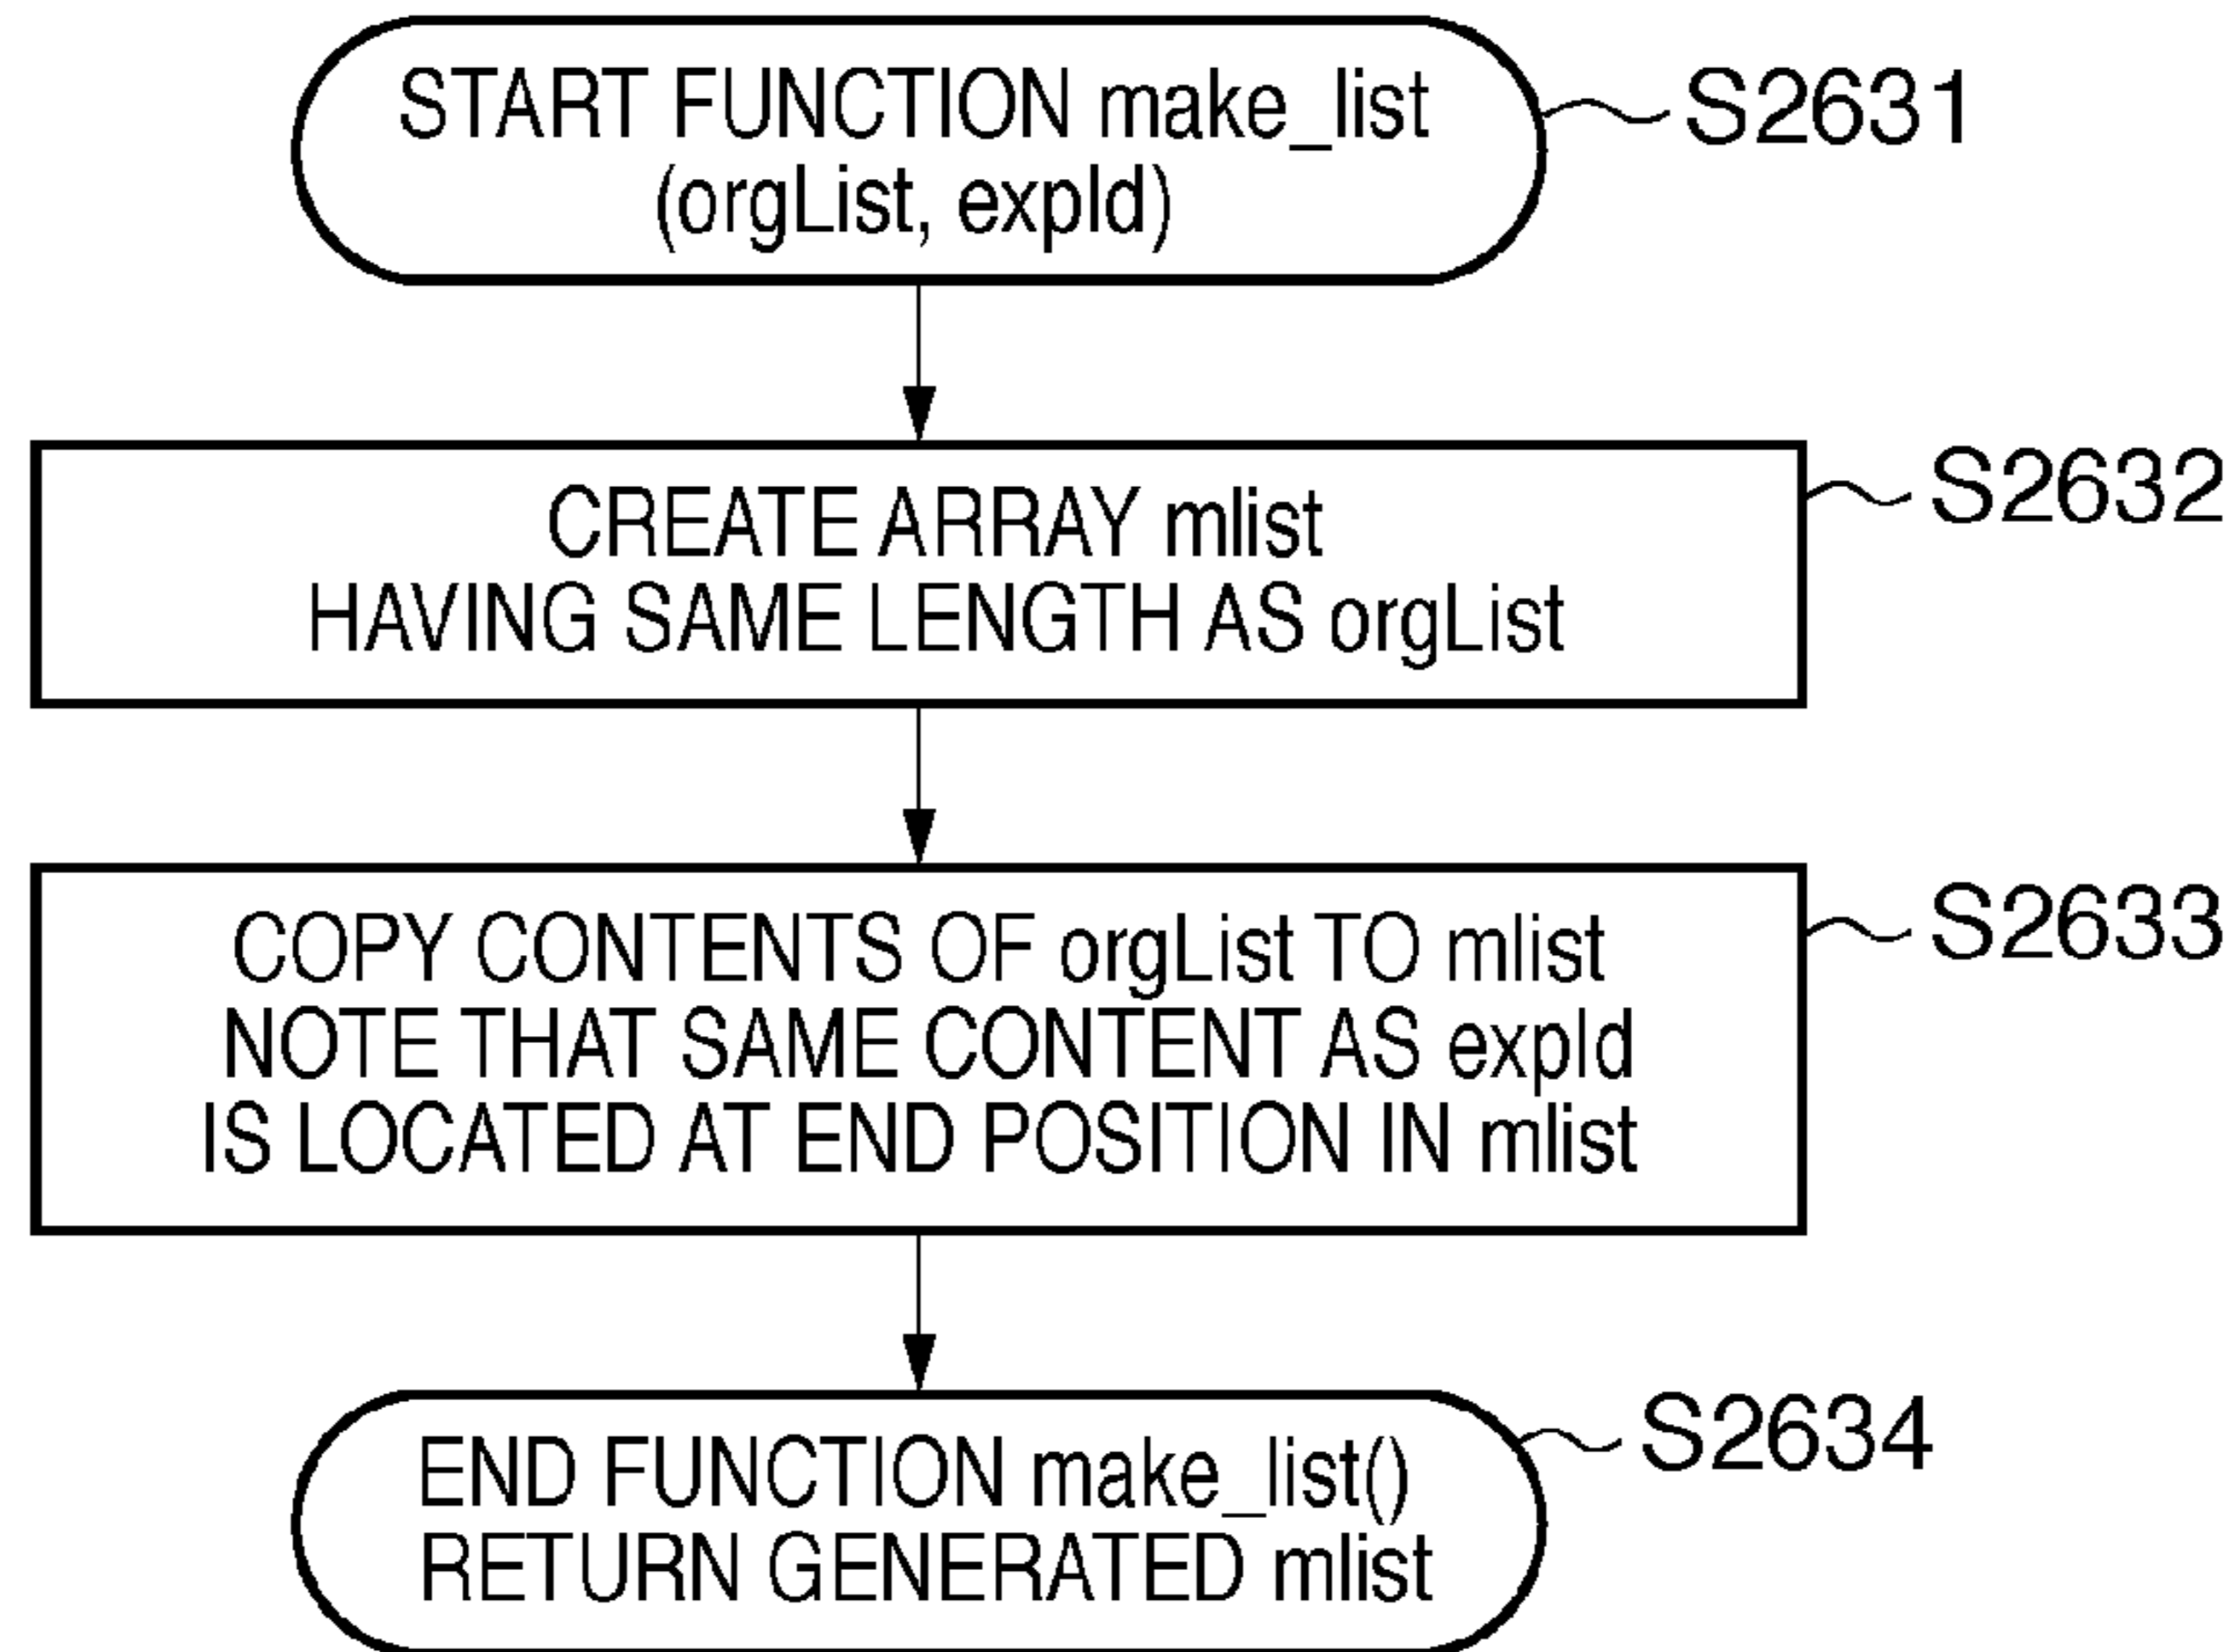 START FUNCTION make_list
(orgList, expId)
S2631
CREATE ARRAY mlist
HAVING SAME LENGTH AS orgList
S2632
COPY CONTENTS OF orgList TO mlist
NOTE THAT SAME CONTENT AS expId
IS LOCATED AT END POSITION IN mlist
S2633
END FUNCTION make_list()
RETURN GENERATED mlist
S2634